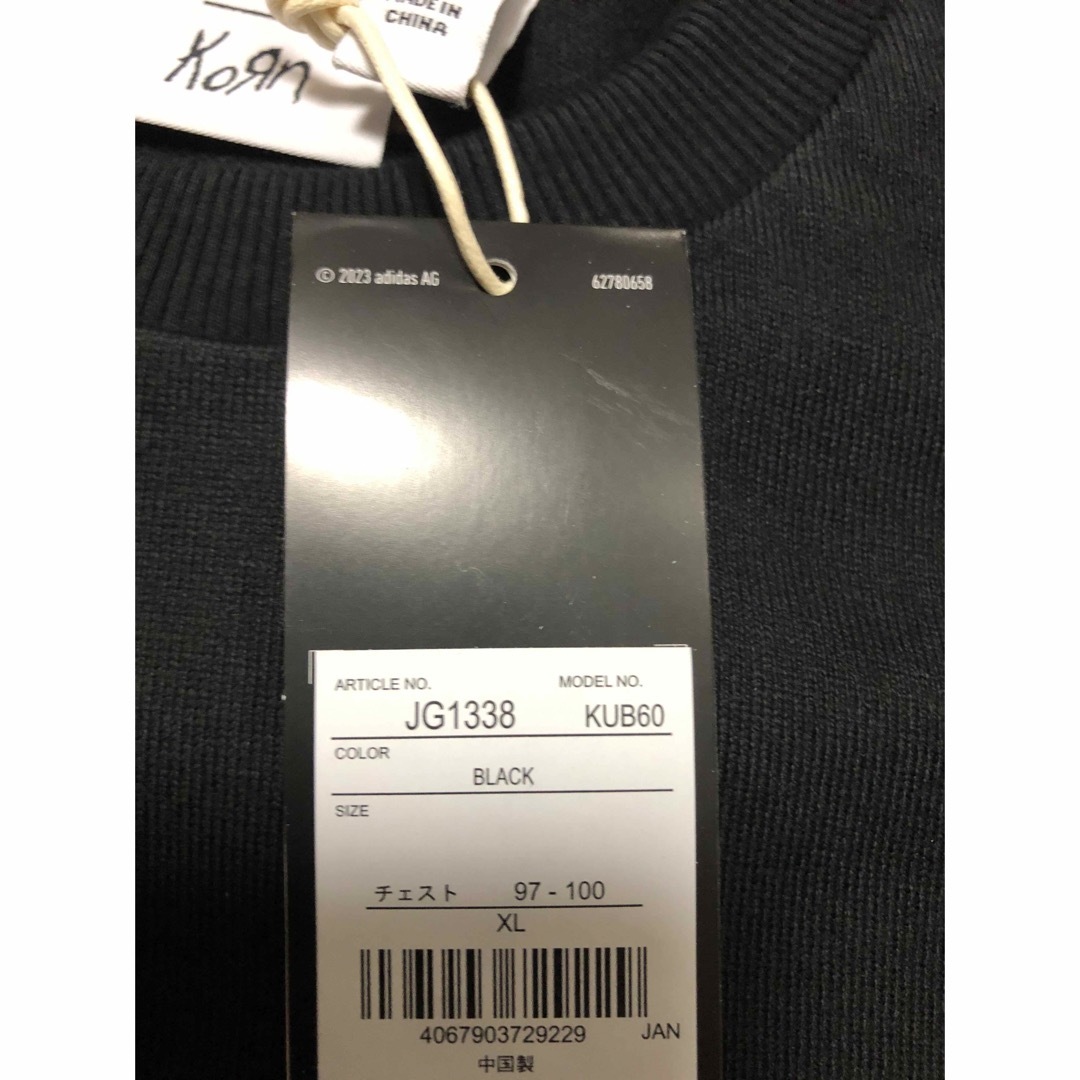 MADE IN
CHINA
KoЯn
© 2023 adidas AG 62780658
ARTICLE NO. MODEL NO.
JG1338 KUB60
COLOR
BLACK
SIZE
チェスト 97 - 100
XL
4067903729229 JAN
中国製